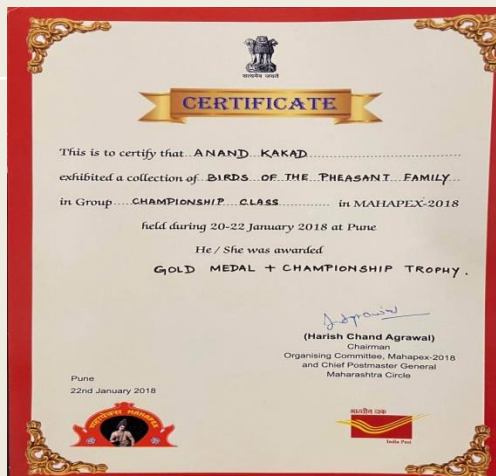 सत्यमेव जयते
CERTIFICATE
This is to certify that ANAND KAKAD
exhibited a collection of BIRDS OF THE PHEASANT FAMILY
in Group CHAMPIONSHIP CLASS in MAHAPEX-2018
held during 20-22 January 2018 at Pune
He / She was awarded
GOLD MEDAL + CHAMPIONSHIP TROPHY.
(Harish Chand Agrawal)
Chairman
Organising Committee, Mahapex-2018
and Chief Postmaster General
Maharashtra Circle
Pune
22nd January 2018
महापेक्स MAHAPEX
भारतीय डाक
India Post